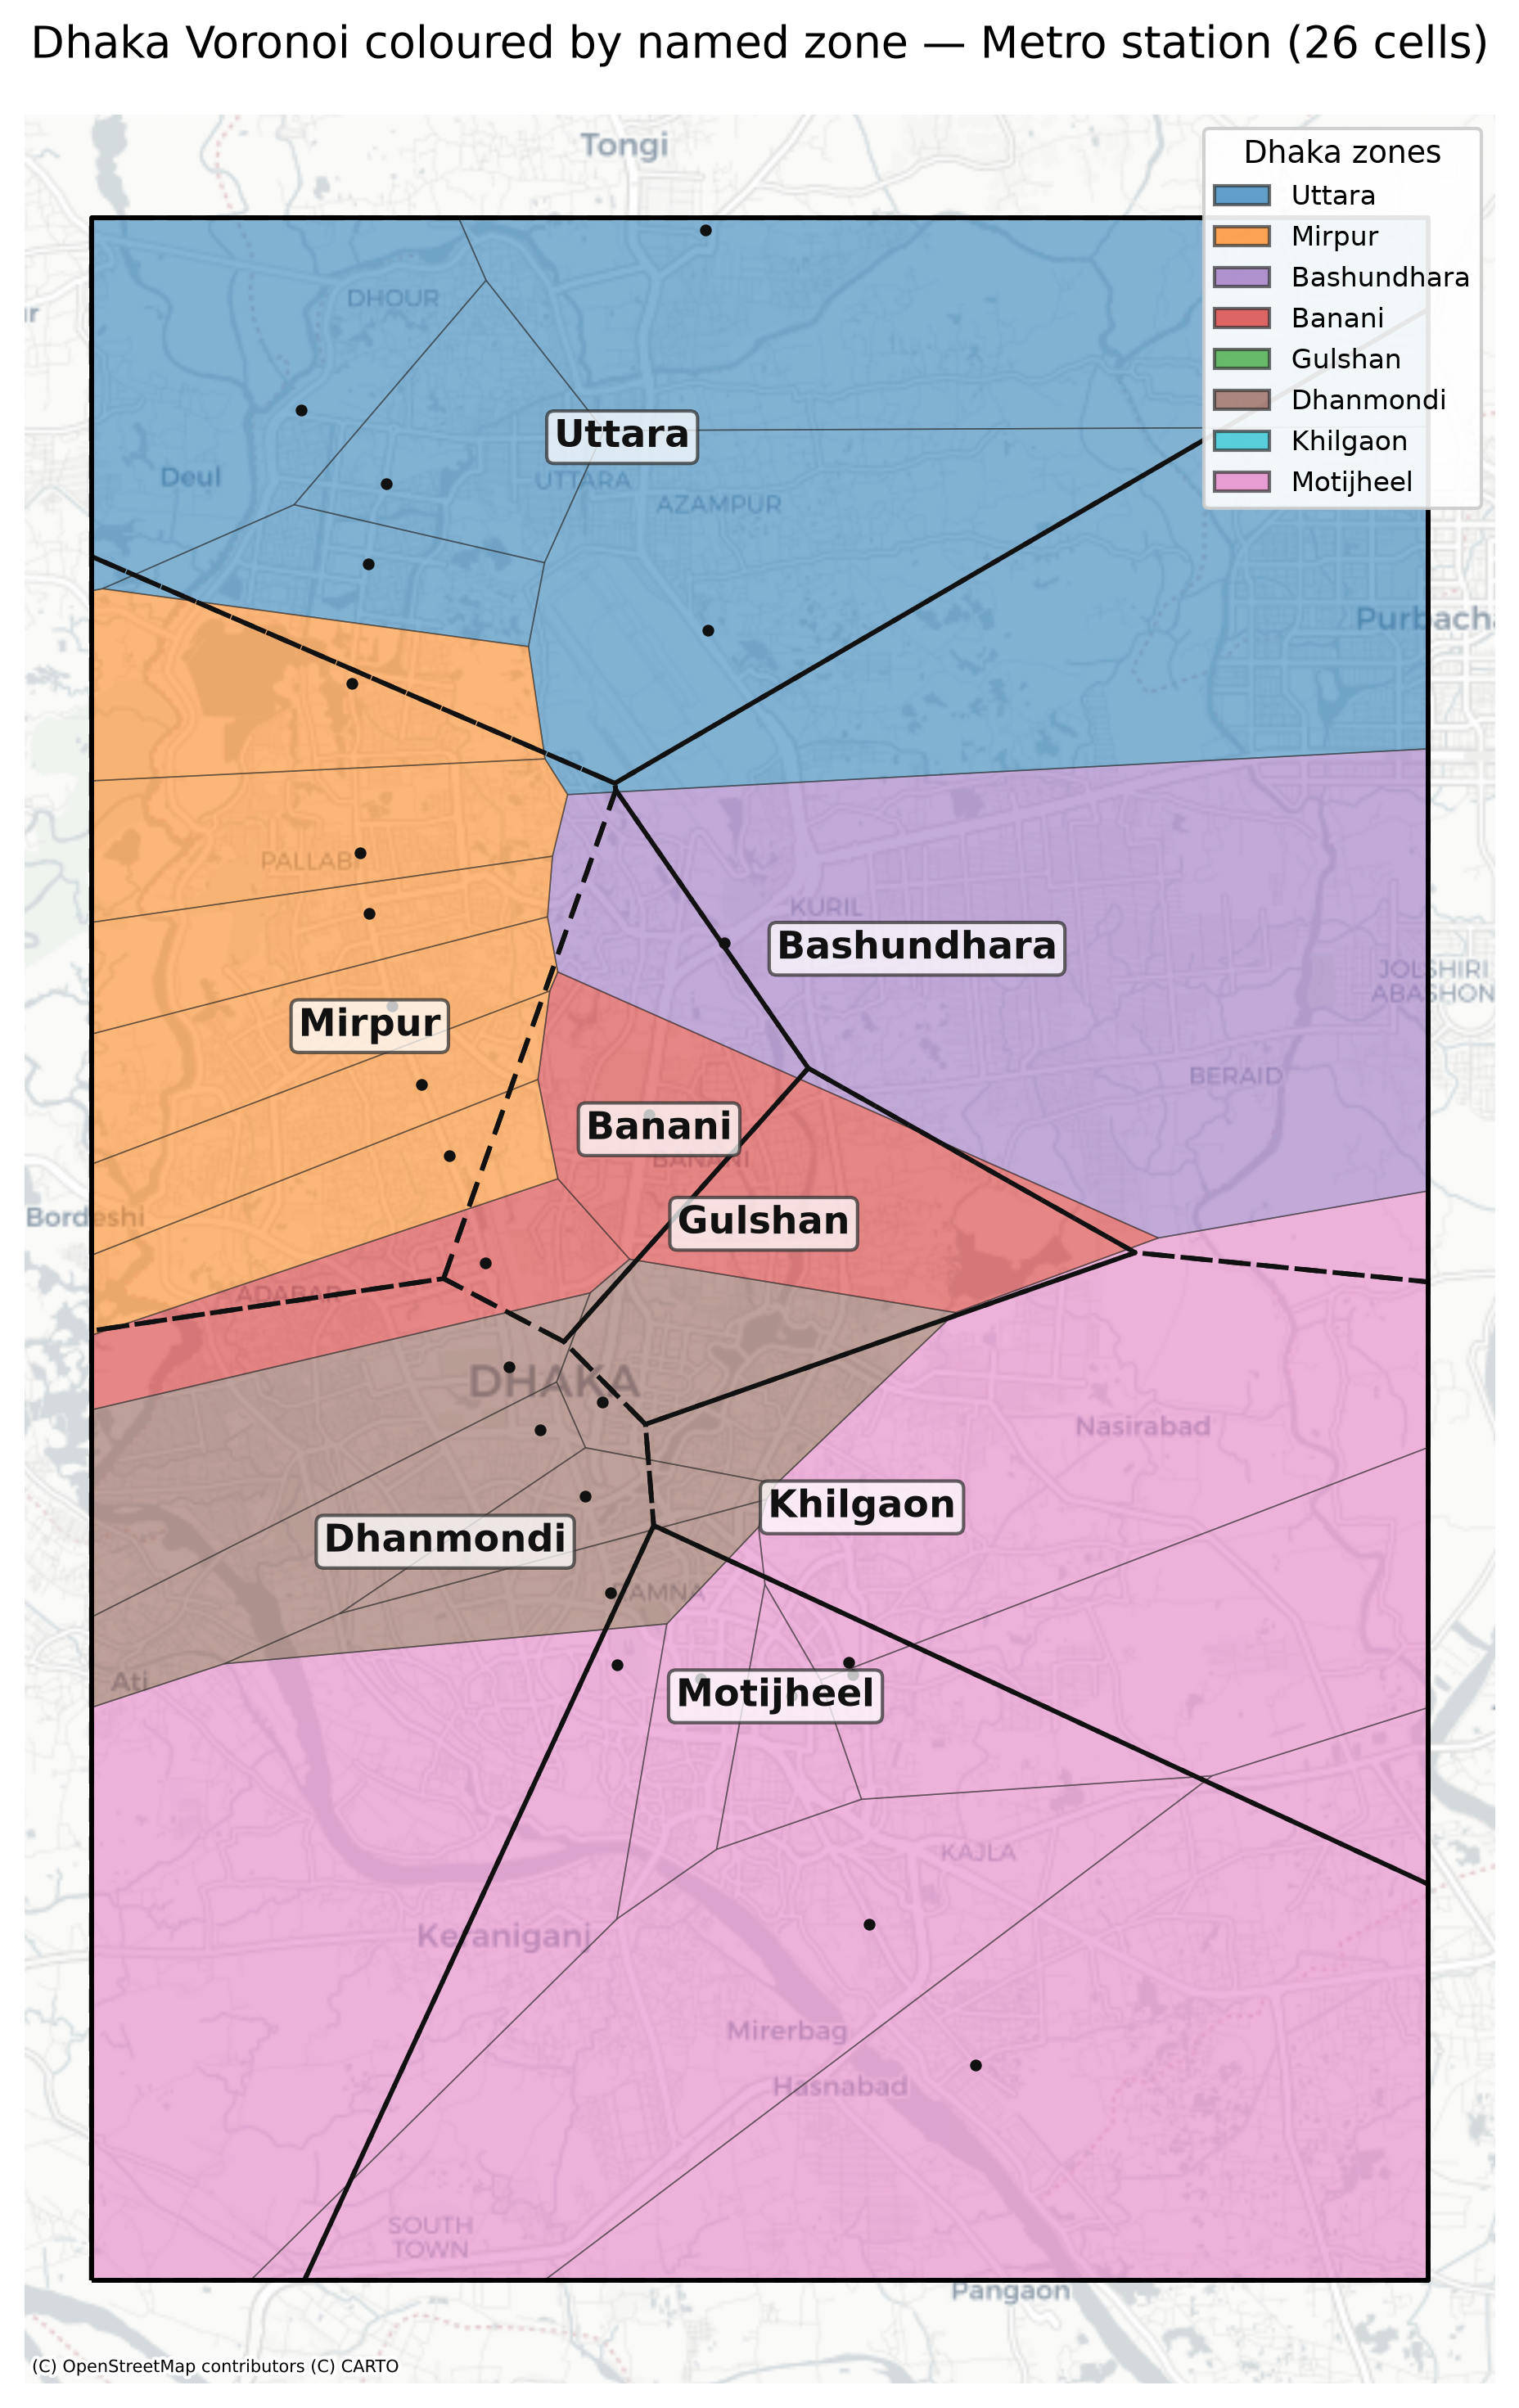 Dhaka Voronoi coloured by named zone — Metro station (26 cells)
Tongi
Dhaka zones
Uttara
Mirpur
Bashundhara
Banani
Gulshan
Dhanmondi
Khilgaon
Motijheel
DHOUR
Uttara
Deul
UTTARA
AZAMPUR
Purbacha
PALLABI
KURIL
Bashundhara
JOLSHIRI
ABASHON
Mirpur
BERAID
Banani
BANANI
Bordeshi
Gulshan
ADABAR
DHAKA
Nasirabad
Khilgaon
Dhanmondi
RAMNA
Ati
Motijheel
KAJLA
Keraniganj
Mirerbag
Hasnabad
SOUTH
TOWN
Pangaon
(C) OpenStreetMap contributors (C) CARTO